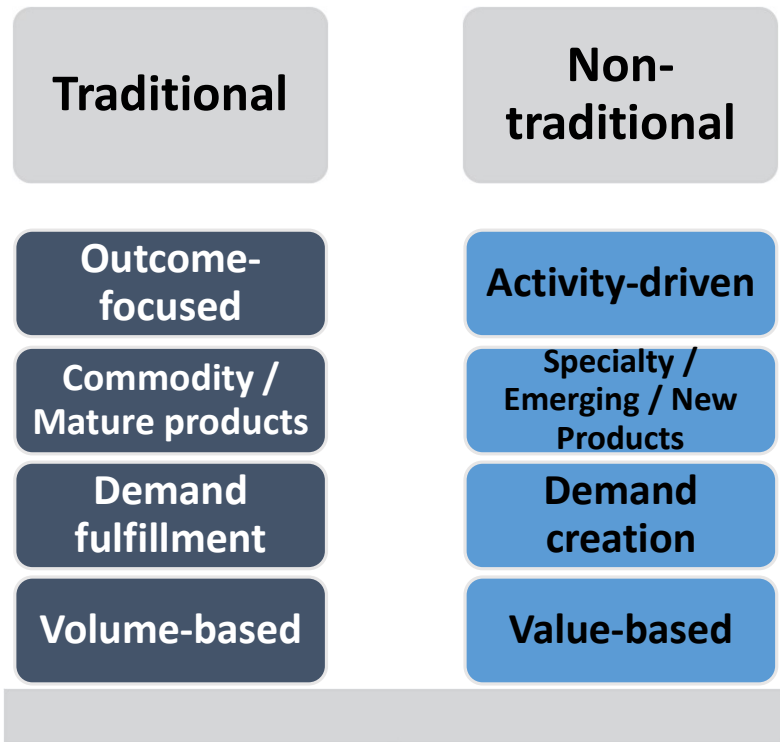 Traditional
Non-
traditional
Outcome-
focused
Activity-driven
Commodity /
Mature products
Specialty /
Emerging / New
Products
Demand
fulfillment
Demand
creation
Volume-based
Value-based